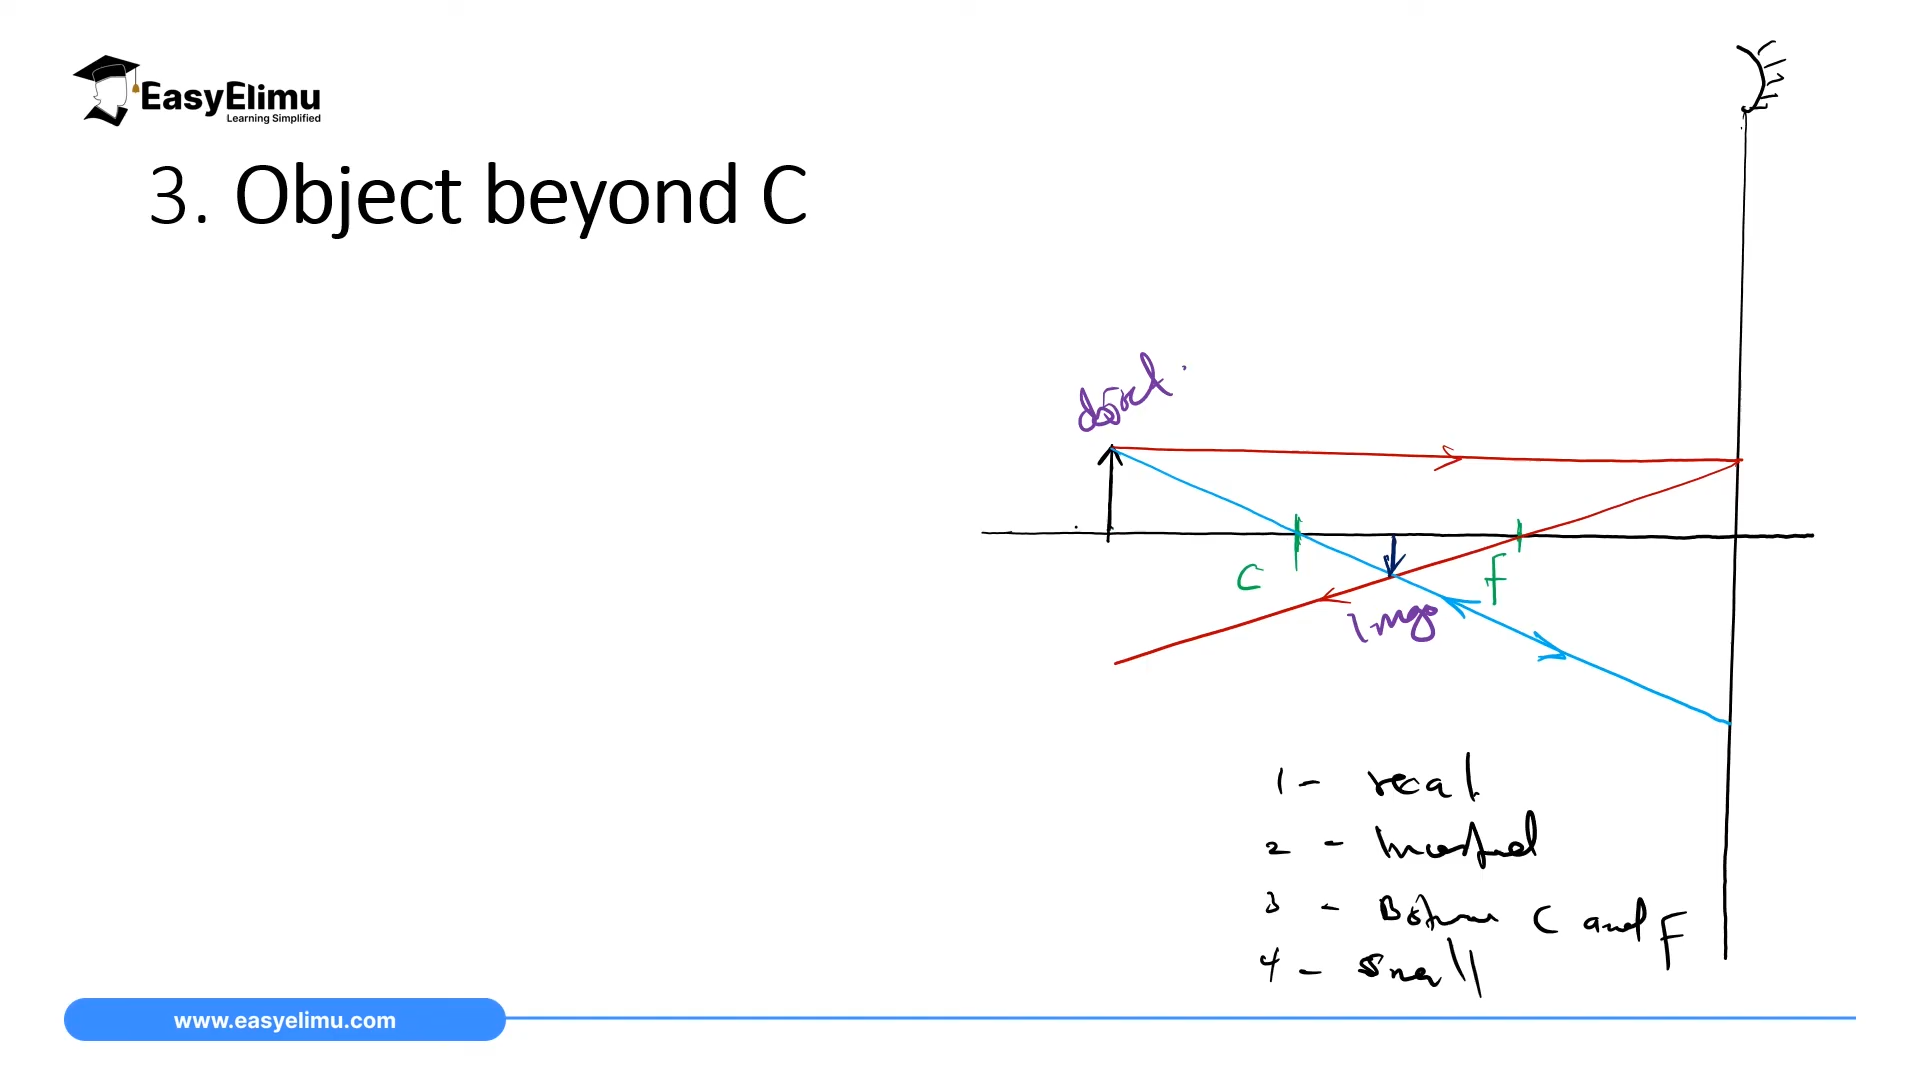 EasyElimu
Learning Simplified
3. Object beyond C
object
C
F
Image
1 - real
2 - Inverted
3 - Between C and F
4 - Small
www.easyelimu.com